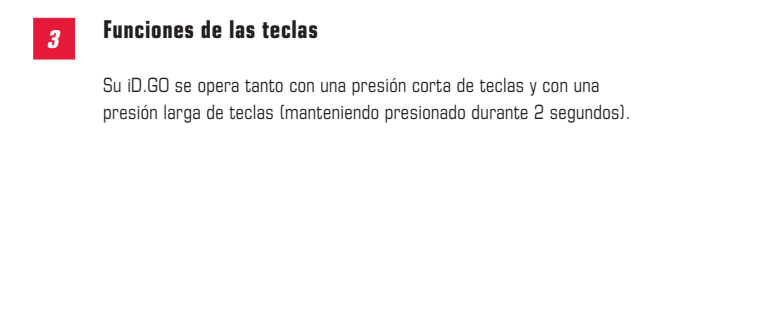 3
Funciones de las teclas
Su iD.GO se opera tanto con una presión corta de teclas y con una
presión larga de teclas (manteniendo presionado durante 2 segundos).